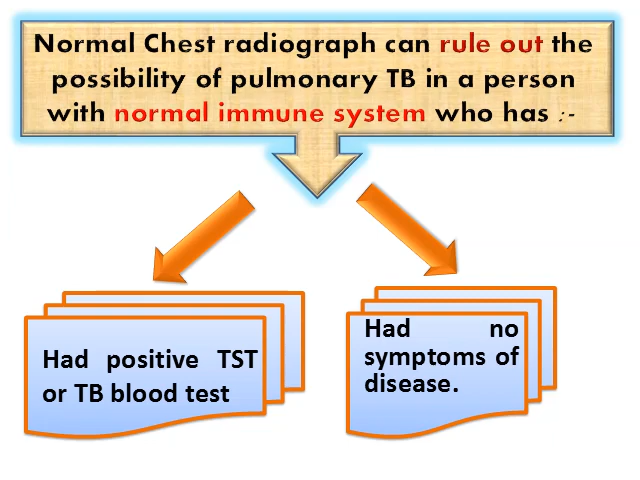 Normal Chest radiograph can rule out the
possibility of pulmonary TB in a person
with normal immune system who has :-
Had positive TST
or TB blood test
Had no
symptoms of
disease.